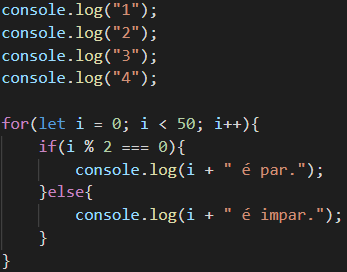 console.log("1");
console.log("2");
console.log("3");
console.log("4");
for(let i = 0; i < 50; i++){
if(i % 2 === 0){
console.log(i + " é par.");
}else{
console.log(i + " é impar.");
}
}